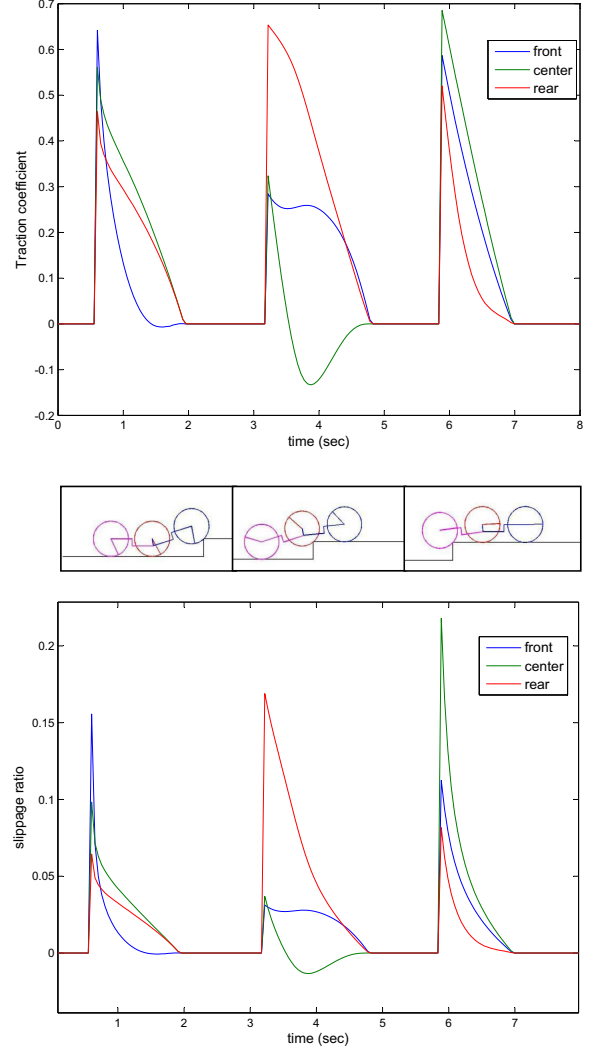 0.7
0.6
0.5
0.4
0.3
0.2
0.1
0
-0.1
-0.2
Traction coefficient
front
center
rear
0 1 2 3 4 5 6 7 8
time (sec)
0.2
0.15
0.1
0.05
0
slippage ratio
front
center
rear
1 2 3 4 5 6 7
time (sec)